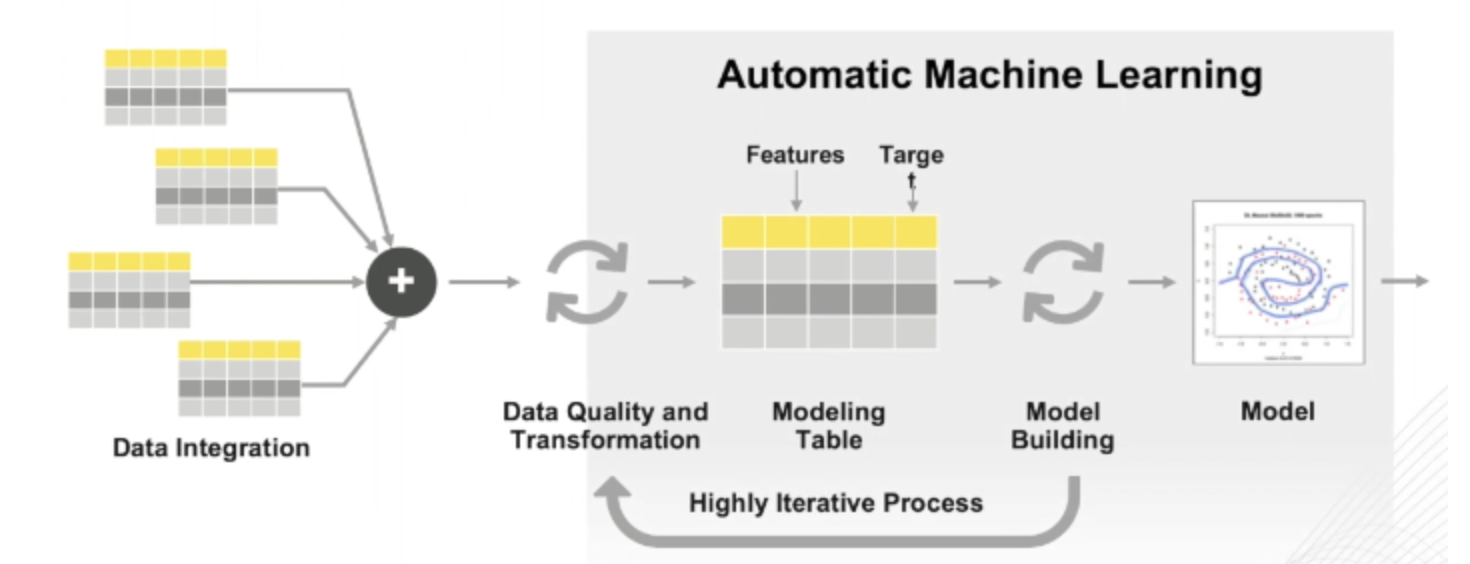 Automatic Machine Learning
Features
Targe
t
Data Integration
Data Quality and
Transformation
Modeling
Table
Model
Building
Model
Highly Iterative Process